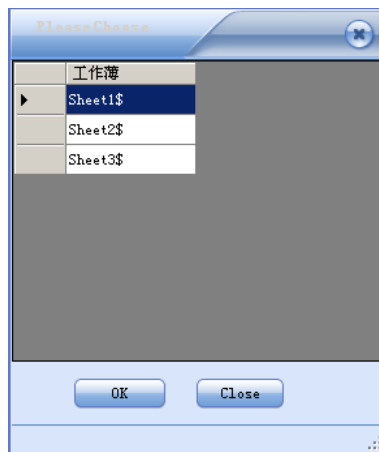 PleaseChoose
工作薄
Sheet1$
Sheet2$
Sheet3$
OK
Close